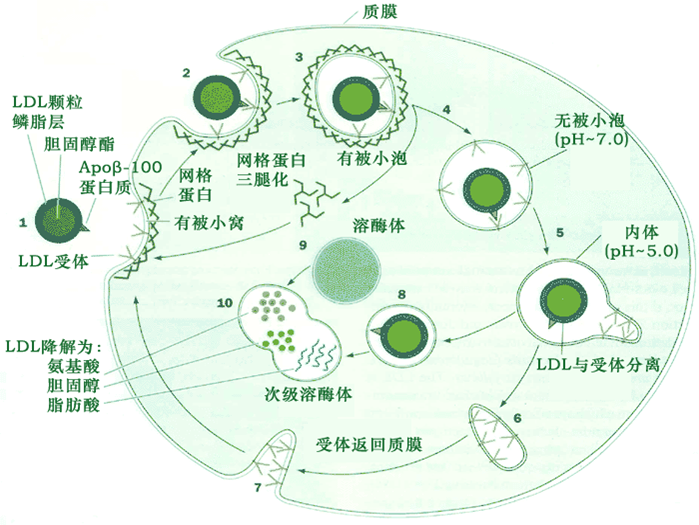 质膜
2
3
4
LDL颗粒
鳞脂层
胆固醇酯
Apoβ-100
蛋白质
1
LDL受体
网格
蛋白
有被小窝
网格蛋白
三腿化
有被小泡
无被小泡
(pH~7.0)
5
内体
(pH~5.0)
9
溶酶体
10
8
LDL降解为:
氨基酸
胆固醇
脂肪酸
次级溶酶体
LDL与受体分离
6
受体返回质膜
7